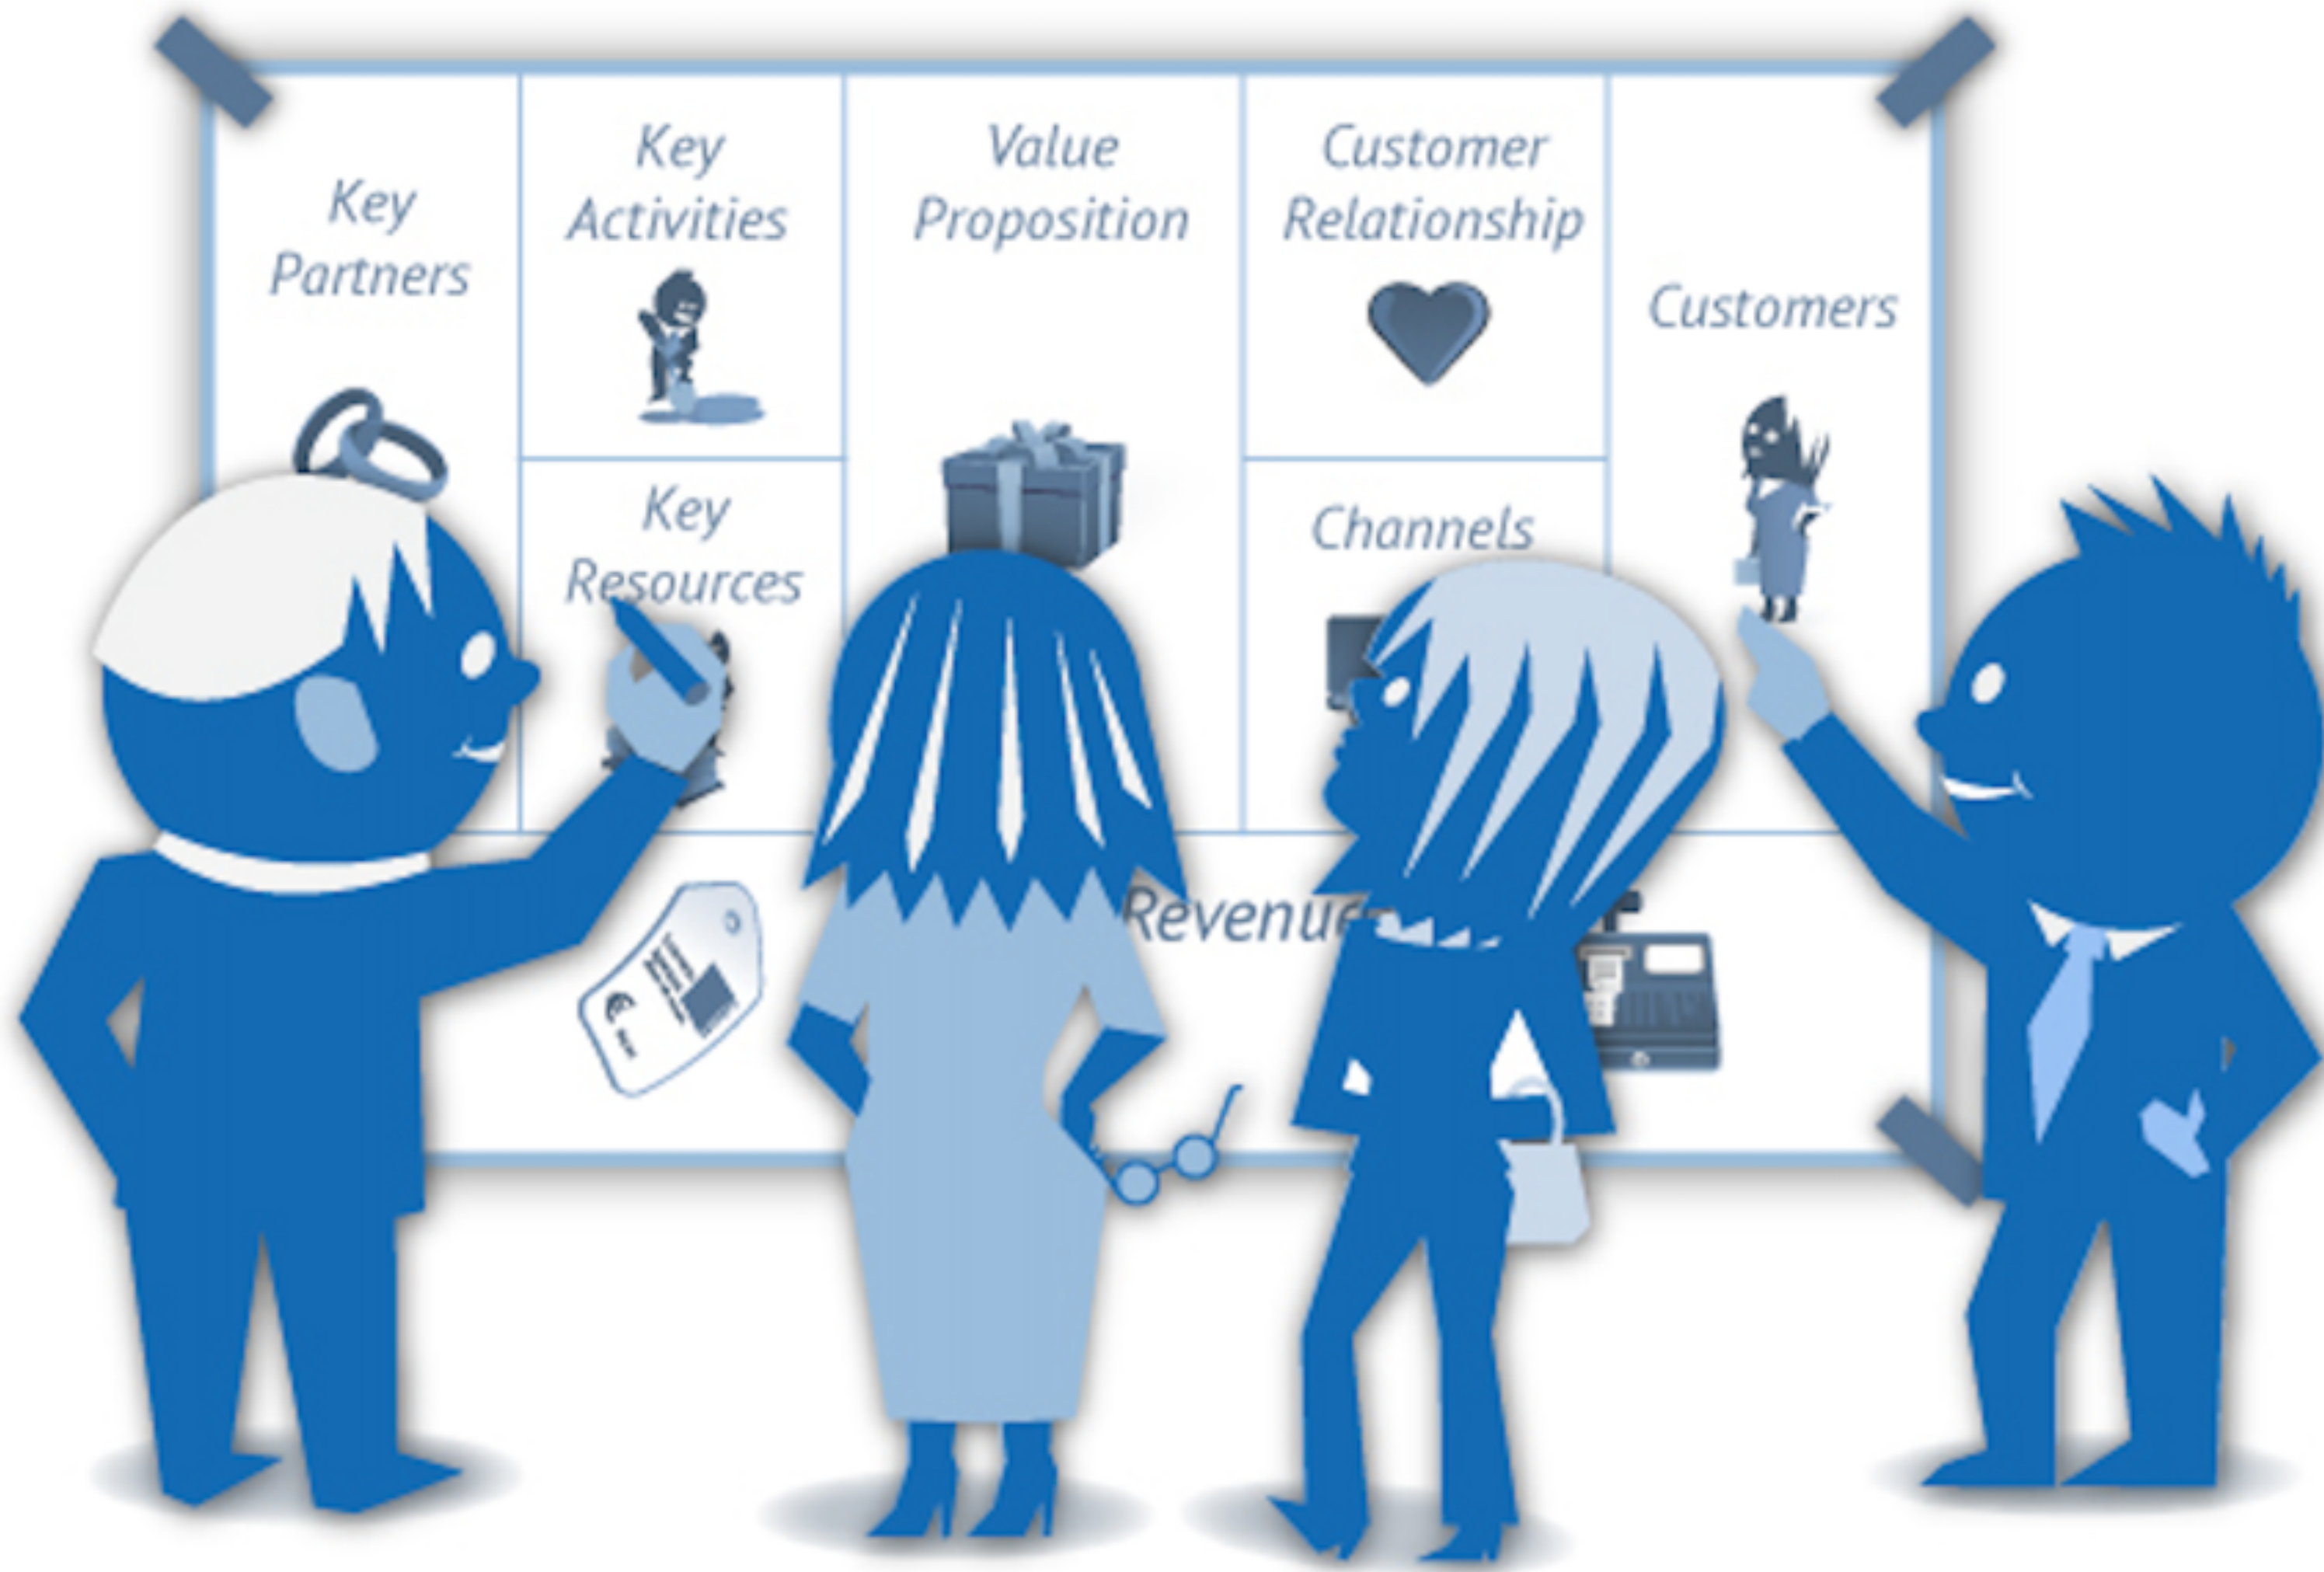 Key
Partners
Key
Activities
Key
Resources
Value
Proposition
Customer
Relationship
Channels
Customers
Revenue